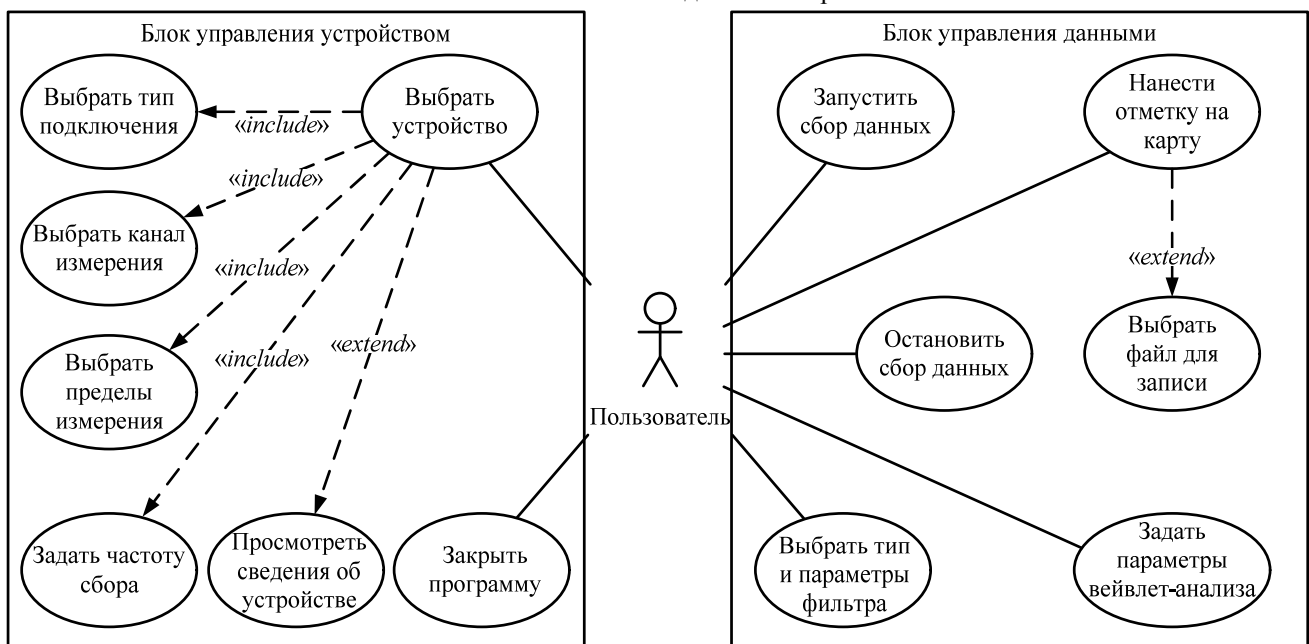 Блок управления устройством
Выбрать тип
подключения
«include»
Выбрать
устройство
«include»
Выбрать канал
измерения
«include»
Выбрать
пределы
измерения
«include»
«extend»
Задать частоту
сбора
Просмотреть
сведения об
устройстве
Закрыть
программу
Пользователь
Блок управления данными
Запустить
сбор данных
Нанести
отметку на
карту
«extend»
Остановить
сбор данных
Выбрать
файл для
записи
Выбрать тип
и параметры
фильтра
Задать
параметры
вейвлет-анализа